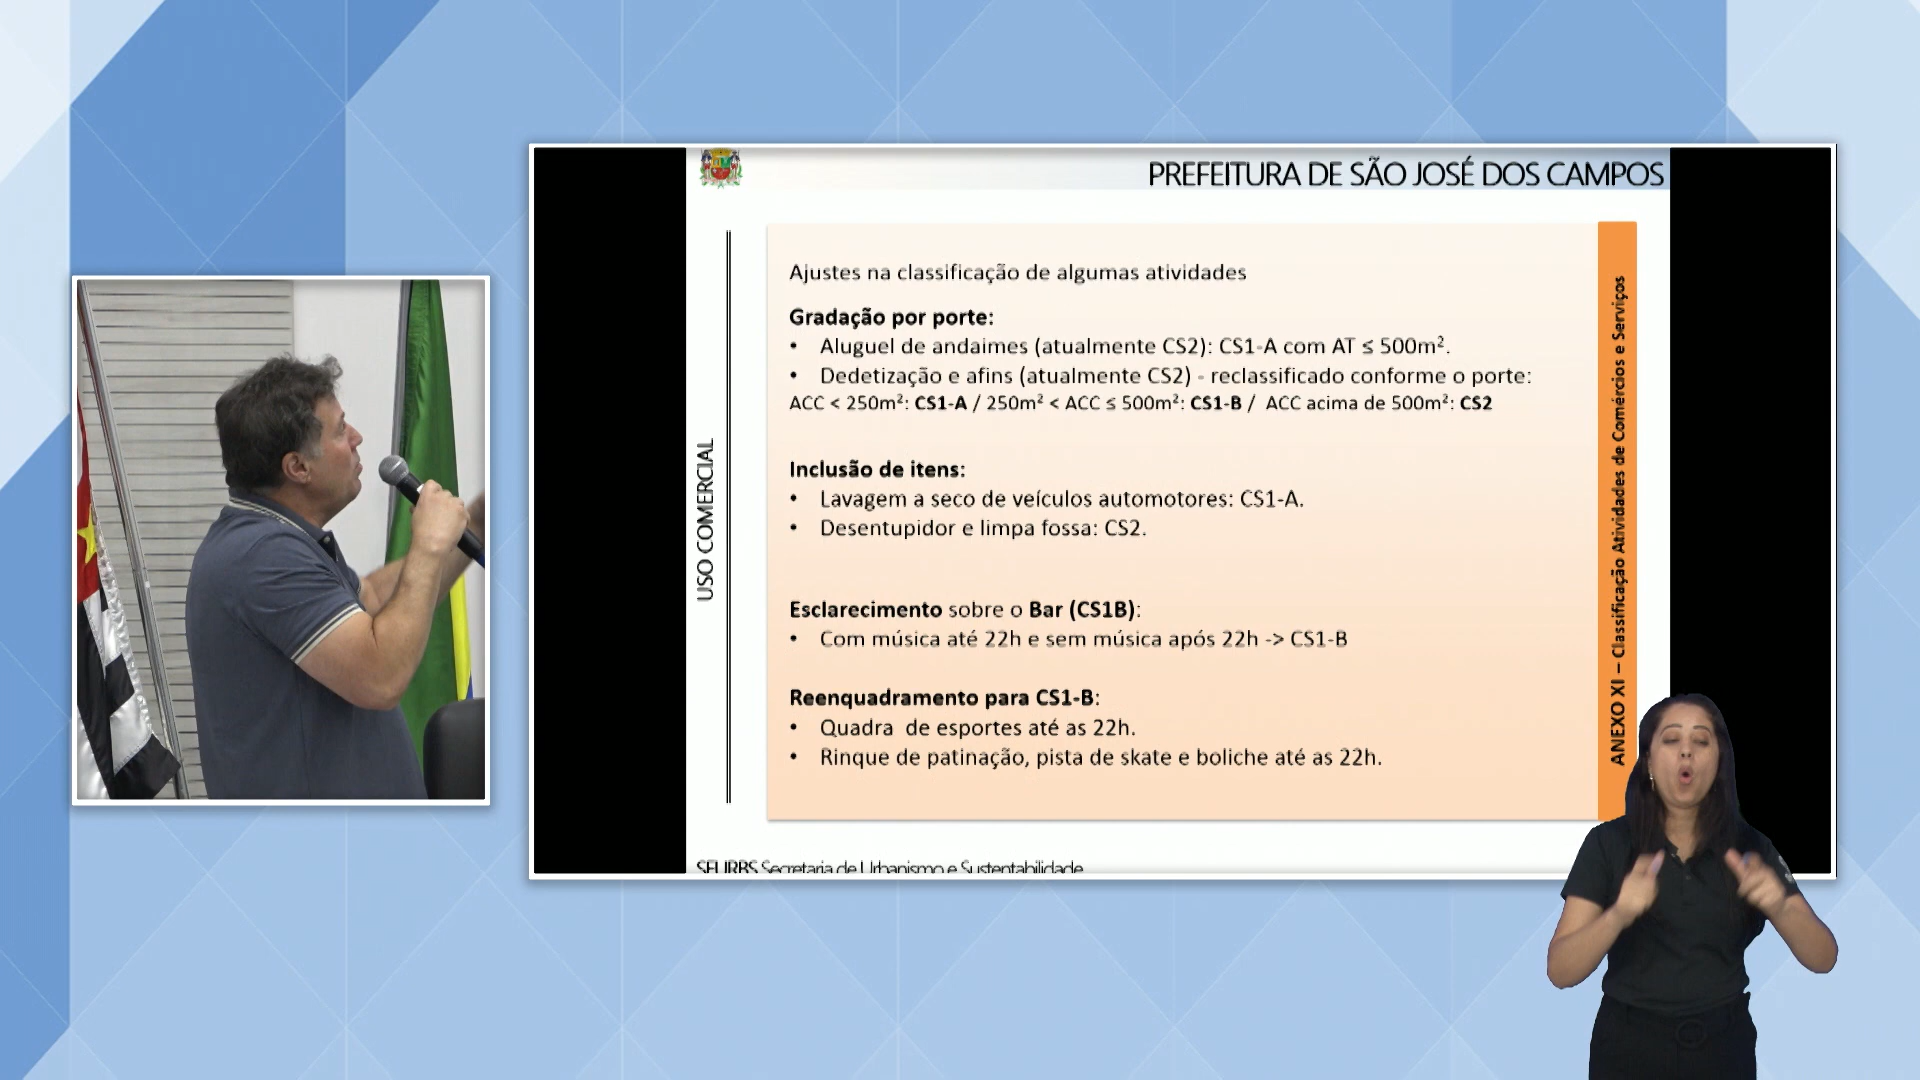 PREFEITURA DE SÃO JOSÉ DOS CAMPOS
USO COMERCIAL
Ajustes na classificação de algumas atividades
Gradação por porte:
• Aluguel de andaimes (atualmente CS2): CS1-A com AT ≤ 500m².
• Dedetização e afins (atualmente CS2) - reclassificado conforme o porte:
ACC < 250m²: CS1-A / 250m² < ACC ≤ 500m²: CS1-B / ACC acima de 500m²: CS2
Inclusão de itens:
• Lavagem a seco de veículos automotores: CS1-A.
• Desentupidor e limpa fossa: CS2.
Esclarecimento sobre o Bar (CS1B):
• Com música até 22h e sem música após 22h -> CS1-B
Reenquadramento para CS1-B:
• Quadra de esportes até as 22h.
• Rinque de patinação, pista de skate e boliche até as 22h.
ANEXO XI – Classificação Atividades de Comércios e Serviços
SEURBS Secretaria de Urbanismo e Sustentabilidade